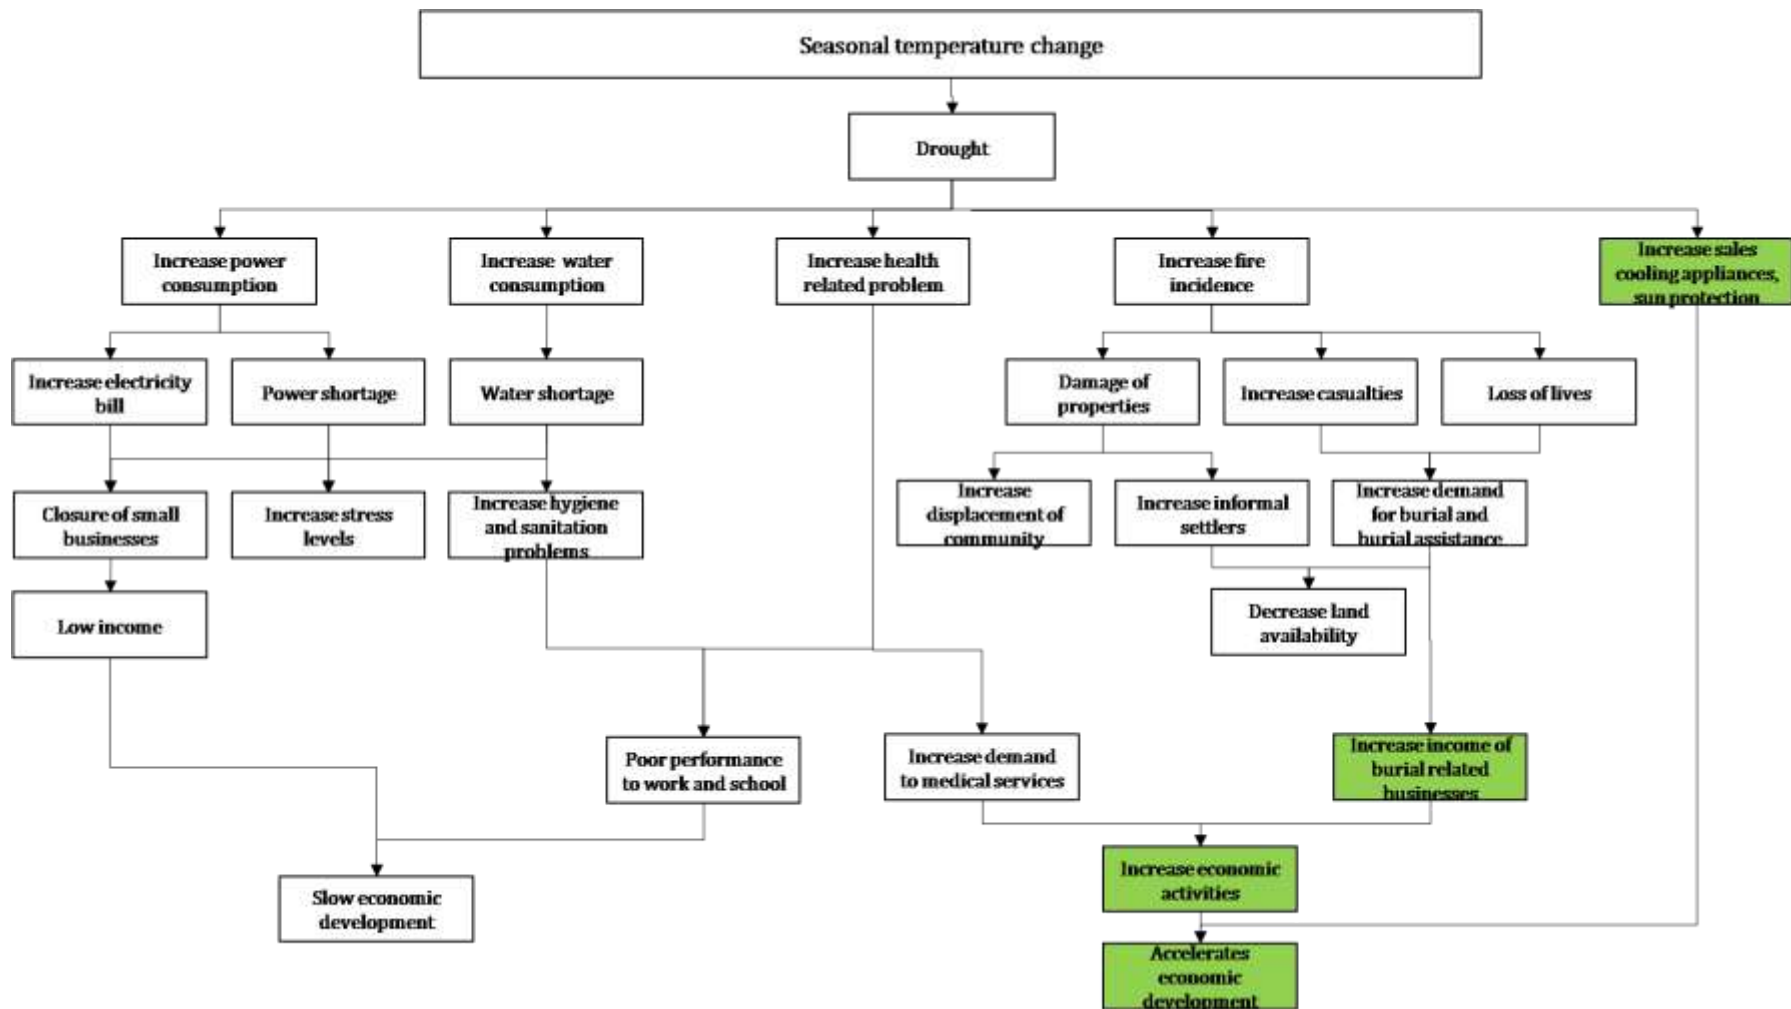 Seasonal temperature change
Drought
Increase power
consumption
Increase water
consumption
Increase health
related problem
Increase fire
incidence
Increase sales
cooling appliances,
sun protection
Increase electricity
bill
Power shortage
Water shortage
Damage of
properties
Increase casualties
Loss of lives
Closure of small
businesses
Increase stress
levels
Increase hygiene
and sanitation
problems
Increase
displacement of
community
Increase informal
settlers
Increase demand
for burial and
burial assistance
Low income
Decrease land
availability
Poor performance
to work and school
Increase demand
to medical services
Increase income of
burial related
businesses
Increase economic
activities
Slow economic
development
Accelerates
economic
development